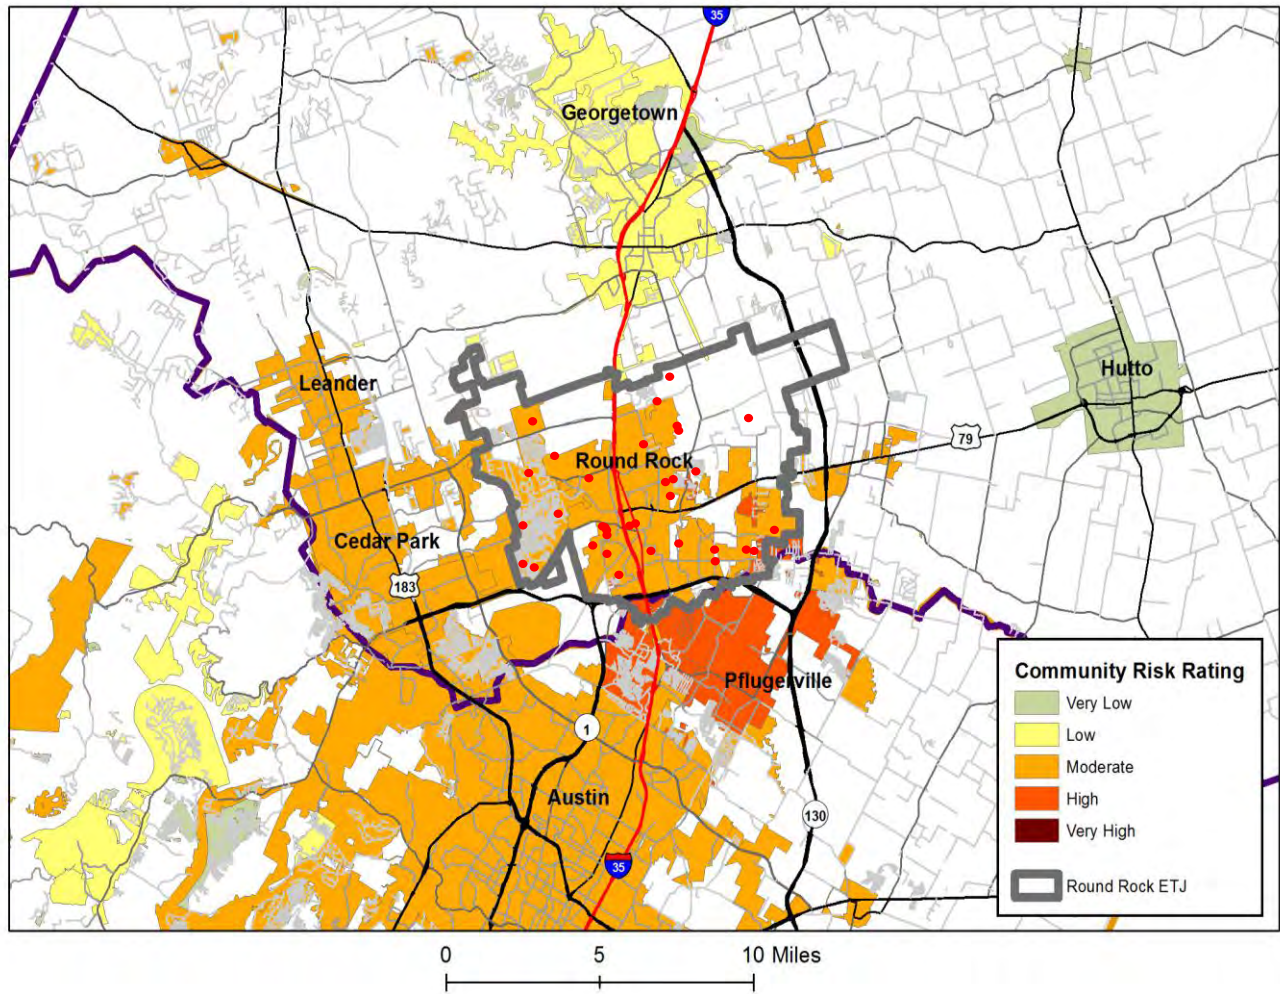 35
Georgetown
Leander
Hutto
79
Round Rock
Cedar Park
183
Pflugerville
1
Austin
130
35
Community Risk Rating
Very Low
Low
Moderate
High
Very High
Round Rock ETJ
0 5 10 Miles